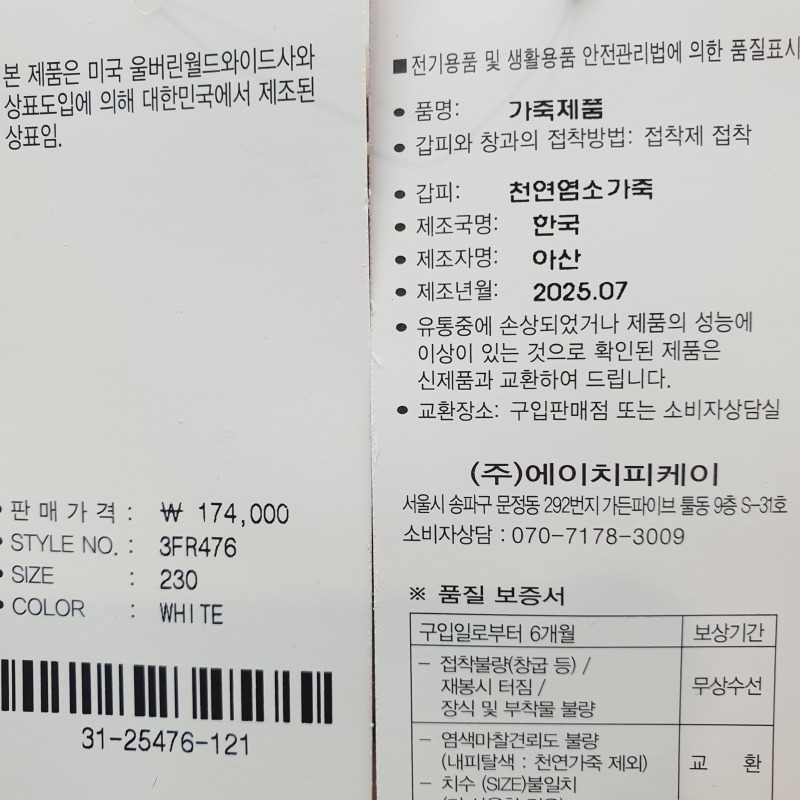 본 제품은 미국 울버린월드와이드사와
상표도입에 의해 대한민국에서 제조된
상표임.
• 판 매 가 격 : ₩ 174,000
• STYLE NO. : 3FR476
• SIZE : 230
• COLOR : WHITE
31-25476-121
■ 전기용품 및 생활용품 안전관리법에 의한 품질표시
• 품명: 가죽제품
• 갑피와 창과의 접착방법: 접착제 접착
• 갑피: 천연염소가죽
• 제조국명: 한국
• 제조자명: 아산
• 제조년월: 2025.07
• 유통중에 손상되었거나 제품의 성능에
이상이 있는 것으로 확인된 제품은
신제품과 교환하여 드립니다.
• 교환장소: 구입판매점 또는 소비자상담실
(주)에이치피케이
서울시 송파구 문정동 292번지 가든파이브 툴동 9층 S-31호
소비자상담 : 070-7178-3009
※ 품질 보증서
구입일로부터 6개월 보상기간
- 접착불량(창굽 등) /
재봉시 터짐 /
장식 및 부착물 불량
무상수선
- 염색마찰견뢰도 불량
(내피탈색 : 천연가죽 제외)
- 치수 (SIZE)불일치
교 환